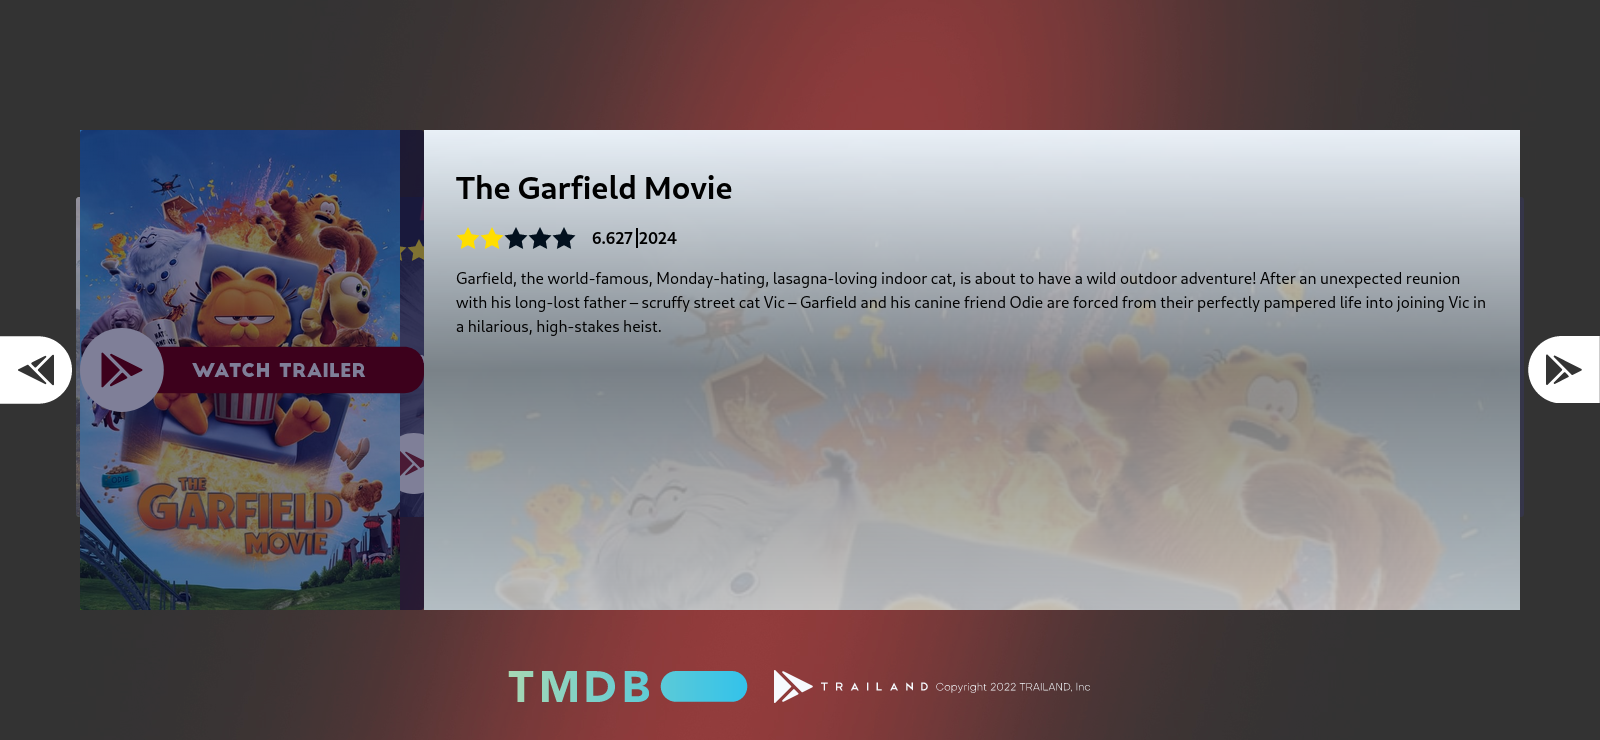 The Garfield Movie
6.627|2024
Garfield, the world-famous, Monday-hating, lasagna-loving indoor cat, is about to have a wild outdoor adventure! After an unexpected reunion
with his long-lost father – scruffy street cat Vic – Garfield and his canine friend Odie are forced from their perfectly pampered life into joining Vic in
a hilarious, high-stakes heist.
WATCH TRAILER
THE
GARFIELD
MOVIE
TMDB
TRAILAND Copyright 2022 TRAILAND, Inc